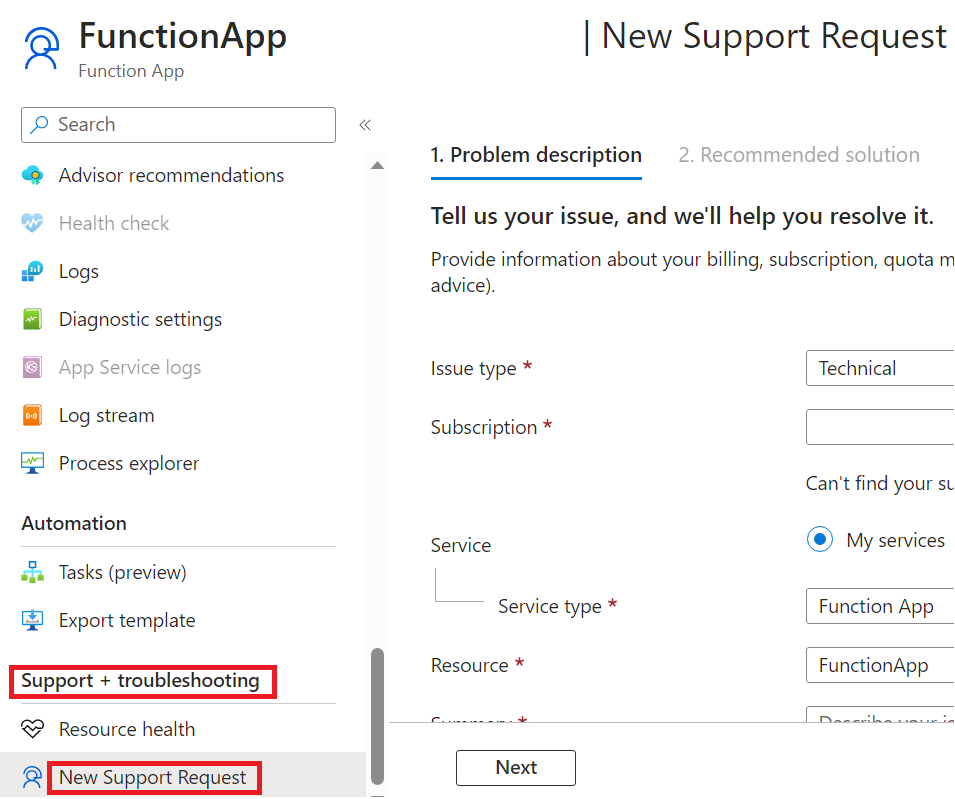 FunctionApp
| New Support Request
Function App
Search
«
Advisor recommendations
Health check
Logs
Diagnostic settings
App Service logs
Log stream
Process explorer
Automation
Tasks (preview)
Export template
Support + troubleshooting
Resource health
New Support Request
1. Problem description
2. Recommended solution
Tell us your issue, and we'll help you resolve it.
Provide information about your billing, subscription, quota m
advice).
Issue type *
Technical
Subscription *
Can't find your su
Service
My services
Service type *
Function App
Resource *
FunctionApp
Summary *
Describe your is
Next